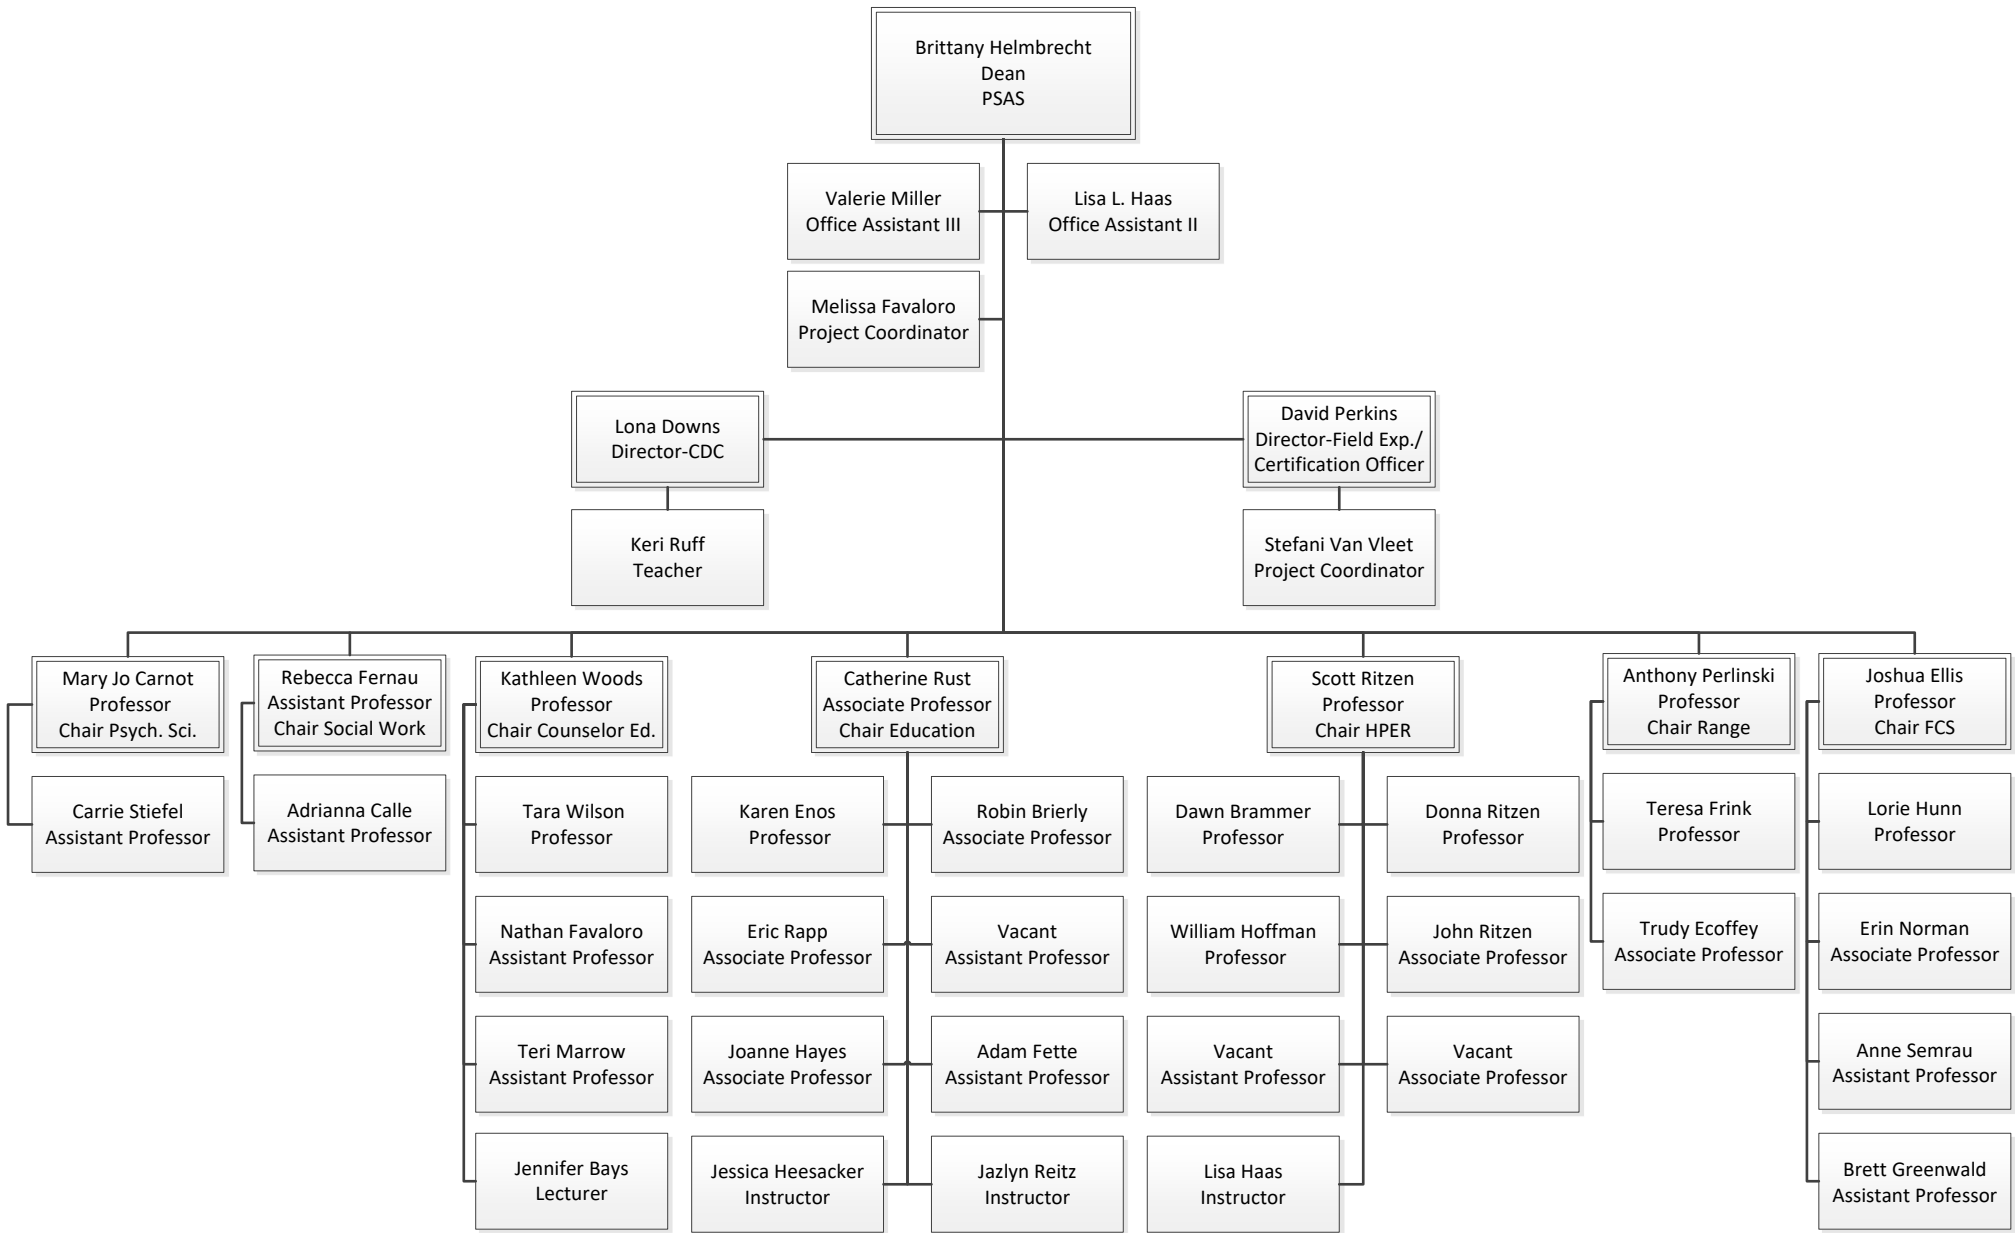 Brittany Helmbrecht
Dean
PSAS
Valerie Miller
Office Assistant III
Lisa L. Haas
Office Assistant II
Melissa Favaloro
Project Coordinator
Lona Downs
Director-CDC
David Perkins
Director-Field Exp./
Certification Officer
Keri Ruff
Teacher
Stefani Van Vleet
Project Coordinator
Mary Jo Carnot
Professor
Chair Psych. Sci.
Rebecca Fernau
Assistant Professor
Chair Social Work
Kathleen Woods
Professor
Chair Counselor Ed.
Catherine Rust
Associate Professor
Chair Education
Scott Ritzen
Professor
Chair HPER
Anthony Perlinski
Professor
Chair Range
Joshua Ellis
Professor
Chair FCS
Carrie Stiefel
Assistant Professor
Adrianna Calle
Assistant Professor
Tara Wilson
Professor
Karen Enos
Professor
Robin Brierly
Associate Professor
Dawn Brammer
Professor
Donna Ritzen
Professor
Teresa Frink
Professor
Lorie Hunn
Professor
Nathan Favaloro
Assistant Professor
Eric Rapp
Associate Professor
Vacant
Assistant Professor
William Hoffman
Professor
John Ritzen
Associate Professor
Trudy Ecoffey
Associate Professor
Erin Norman
Associate Professor
Teri Marrow
Assistant Professor
Joanne Hayes
Associate Professor
Adam Fette
Assistant Professor
Vacant
Assistant Professor
Vacant
Associate Professor
Anne Semrau
Assistant Professor
Jennifer Bays
Lecturer
Jessica Heesacker
Instructor
Jazlyn Reitz
Instructor
Lisa Haas
Instructor
Brett Greenwald
Assistant Professor